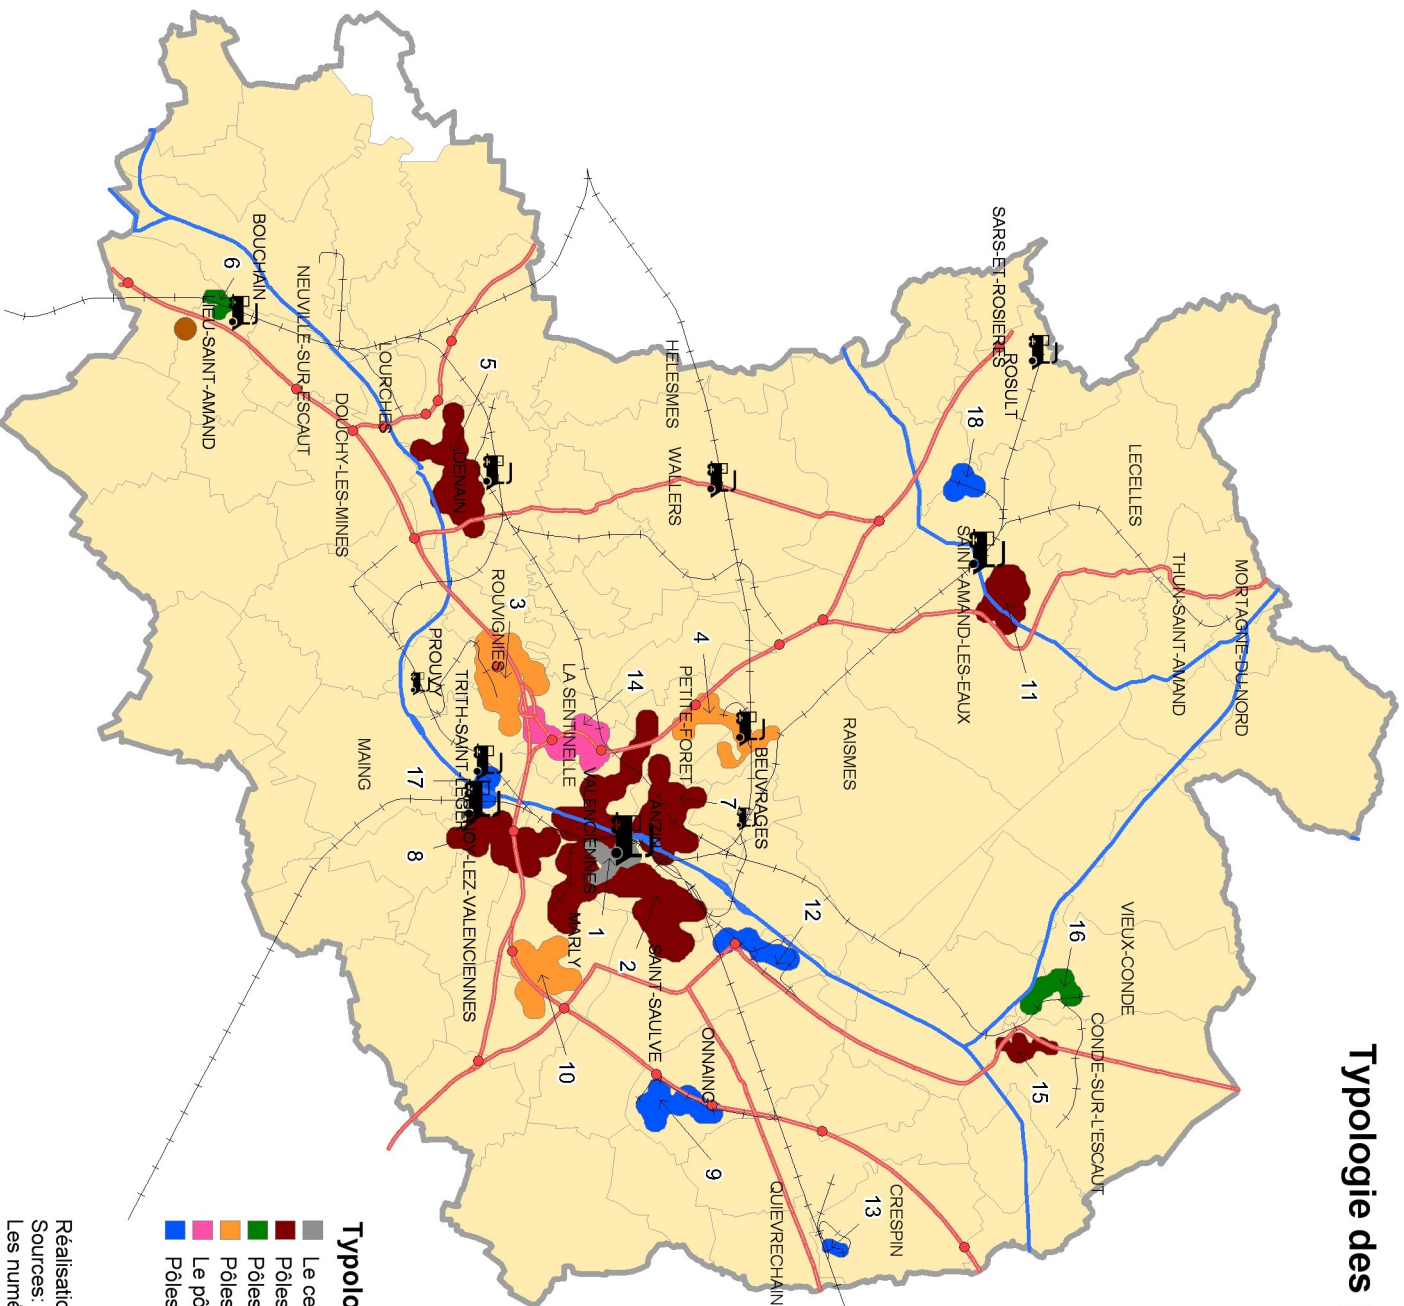 Typologie des
MORTAGNE-DU-NORD
THUN-SAINT-AMAND
LECELLES
VIEUX-CONDE
CONDE-SUR-L'ESCAUT
16
15
11
SARS-ET-ROSIERES
ROSULT
18
SAINT-AMAND-LES-EAUX
CRESPIN
13
RAISMES
12
QUIEVRECHAIN
BEUVRAGES
7
4
PETITE-FORET
ONNAING
9
HELESMES
WALLERS
ANZIN
SAINT-SAULVE
14
2
1
VALENCIENNES
LA SENTINELLE
MARLY
10
3
ROUVIGNIES
5
DENAIN
TRITH-SAINT-LEGER
AULNOY-LEZ-VALENCIENNES
PROUVY
17
8
LOURCHES
MAING
DOUCHY-LES-MINES
NEUVILLE-SUR-ESCAUT
BOUCHAIN
6
LIEU-SAINT-AMAND
Typolo
Le ce
Pôles
Pôles
Pôles
Le pô
Pôles
Réalisatio
Sources:
Les numé